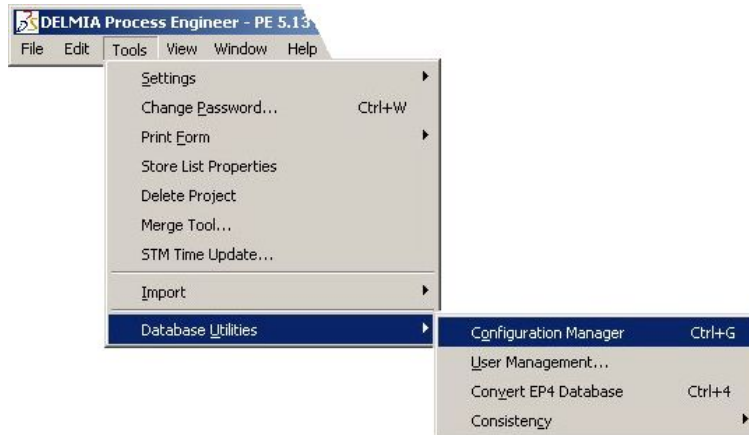 DELMIA Process Engineer - PE 5.13
File Edit Tools View Window Help
Settings
Change Password... Ctrl+W
Print Form
Store List Properties
Delete Project
Merge Tool...
STM Time Update...
Import
Database Utilities
Configuration Manager Ctrl+G
User Management...
Convert EP4 Database Ctrl+4
Consistency